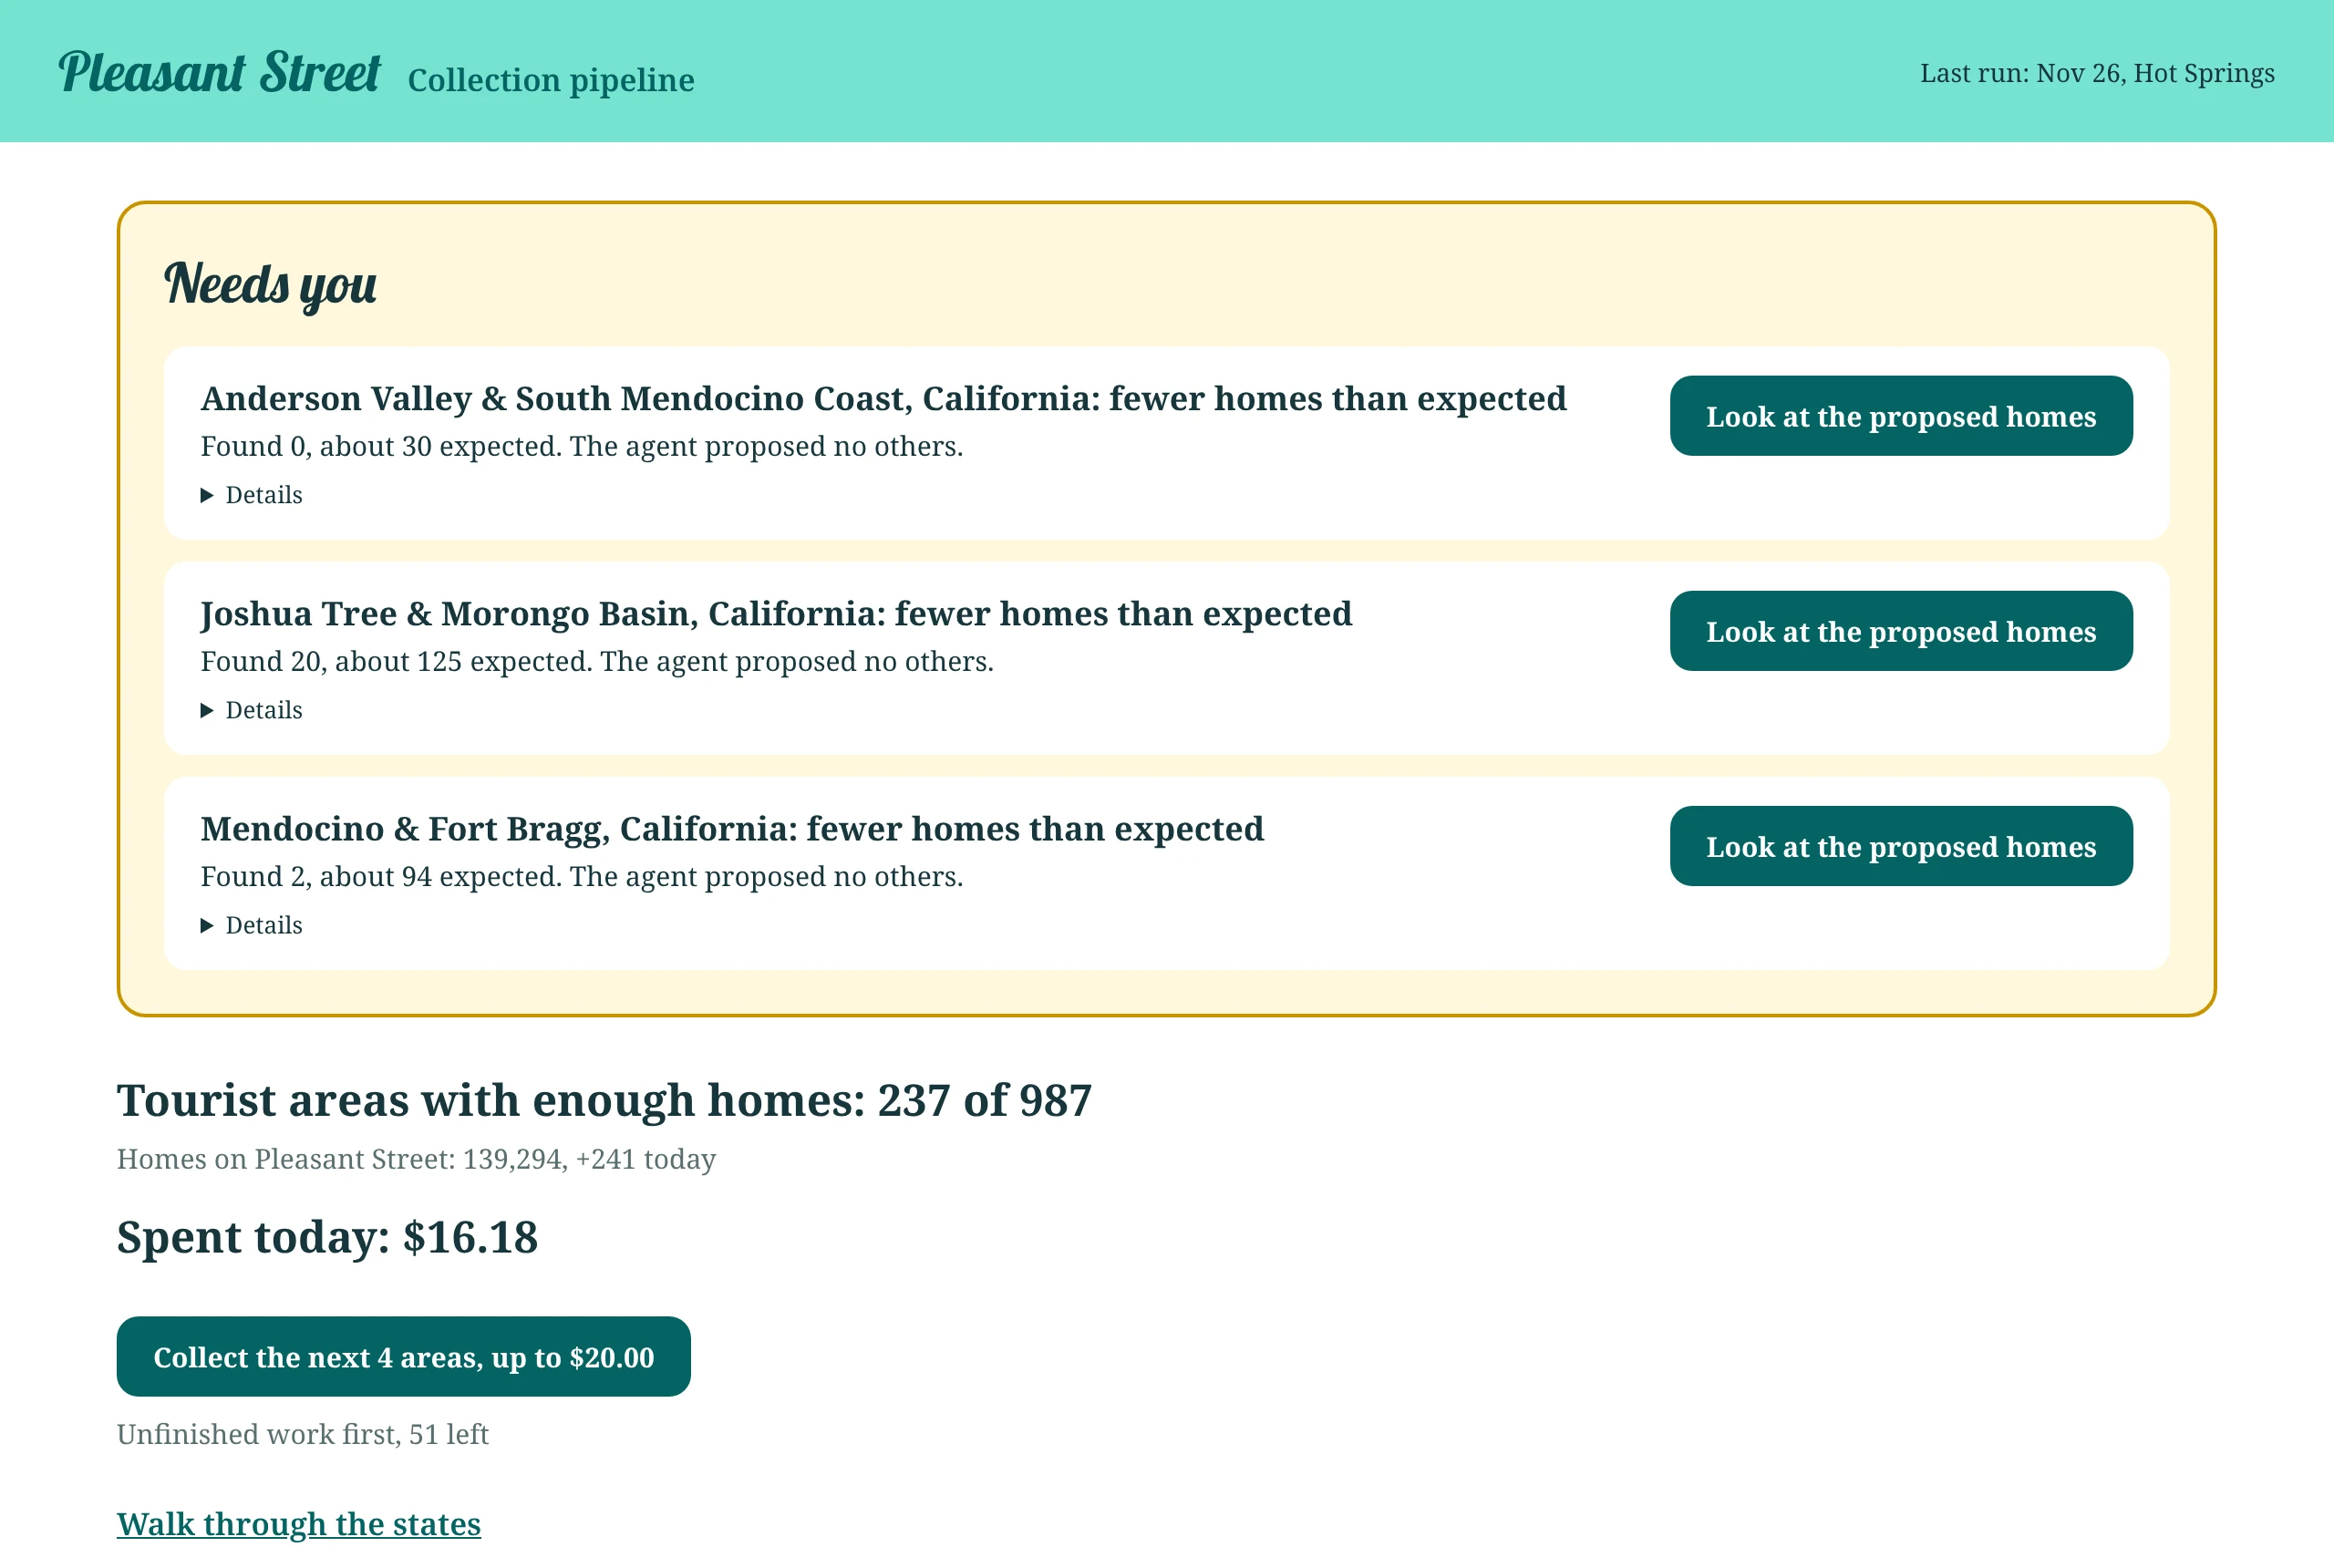 Pleasant Street Collection pipeline
Last run: Nov 26, Hot Springs
Needs you
Anderson Valley & South Mendocino Coast, California: fewer homes than expected
Look at the proposed homes
Found 0, about 30 expected. The agent proposed no others.
Details
Joshua Tree & Morongo Basin, California: fewer homes than expected
Look at the proposed homes
Found 20, about 125 expected. The agent proposed no others.
Details
Mendocino & Fort Bragg, California: fewer homes than expected
Look at the proposed homes
Found 2, about 94 expected. The agent proposed no others.
Details
Tourist areas with enough homes: 237 of 987
Homes on Pleasant Street: 139,294, +241 today
Spent today: $16.18
Collect the next 4 areas, up to $20.00
Unfinished work first, 51 left
Walk through the states